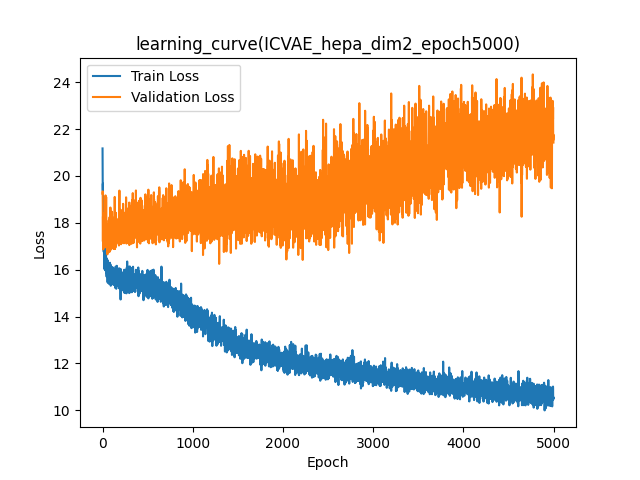 learning_curve(ICVAE_hepa_dim2_epoch5000)
Train Loss
Validation Loss
24
22
20
18
16
14
12
10
Loss
0 1000 2000 3000 4000 5000
Epoch